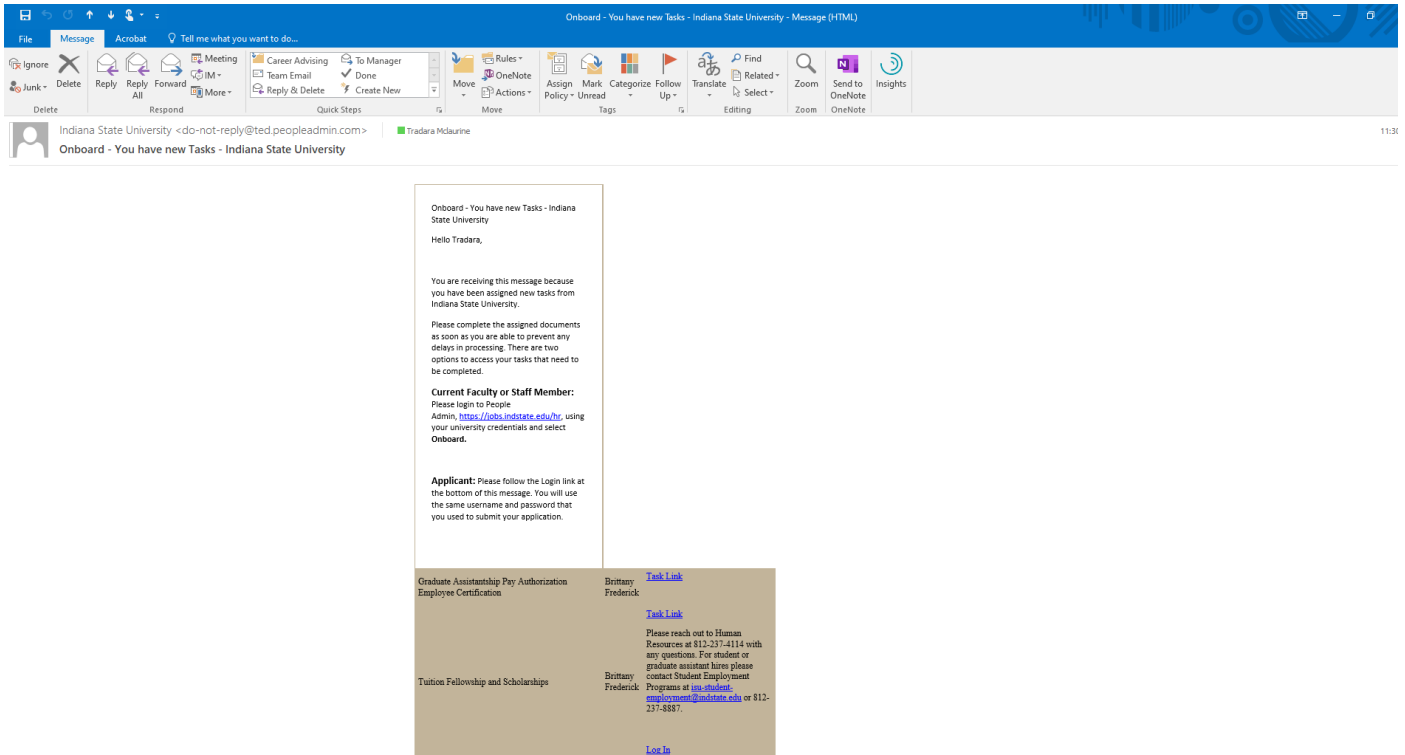 Onboard - You have new Tasks - Indiana State University - Message (HTML)
File Message Acrobat Tell me what you want to do...
Ignore
Junk
Delete
Reply
Reply All
Forward
Meeting
IM
More
Career Advising
Team Email
Reply & Delete
To Manager
Done
Create New
Move
Rules
OneNote
Actions
Assign Policy
Mark Unread
Categorize
Follow Up
Translate
Find
Related
Select
Zoom
Send to OneNote
Insights
Delete Respond Quick Steps Move Tags Editing Zoom OneNote
Indiana State University <do-not-reply@ted.peopleadmin.com> Tradara Mclaurine
11:30
Onboard - You have new Tasks - Indiana State University
Onboard - You have new Tasks - Indiana
State University
Hello Tradara,
You are receiving this message because
you have been assigned new tasks from
Indiana State University.
Please complete the assigned documents
as soon as you are able to prevent any
delays in processing. There are two
options to access your tasks that need to
be completed.
Current Faculty or Staff Member:
Please login to People
Admin, https://jobs.indstate.edu/hr, using
your university credentials and select
Onboard.
Applicant: Please follow the Login link at
the bottom of this message. You will use
the same username and password that
you used to submit your application.
Graduate Assistantship Pay Authorization
Employee Certification
Brittany
Frederick
Task Link
Tuition Fellowship and Scholarships
Brittany
Frederick
Task Link
Please reach out to Human
Resources at 812-237-4114 with
any questions. For student or
graduate assistant hires please
contact Student Employment
Programs at isu-student-
employment@indstate.edu or 812-
237-8887.
Log In